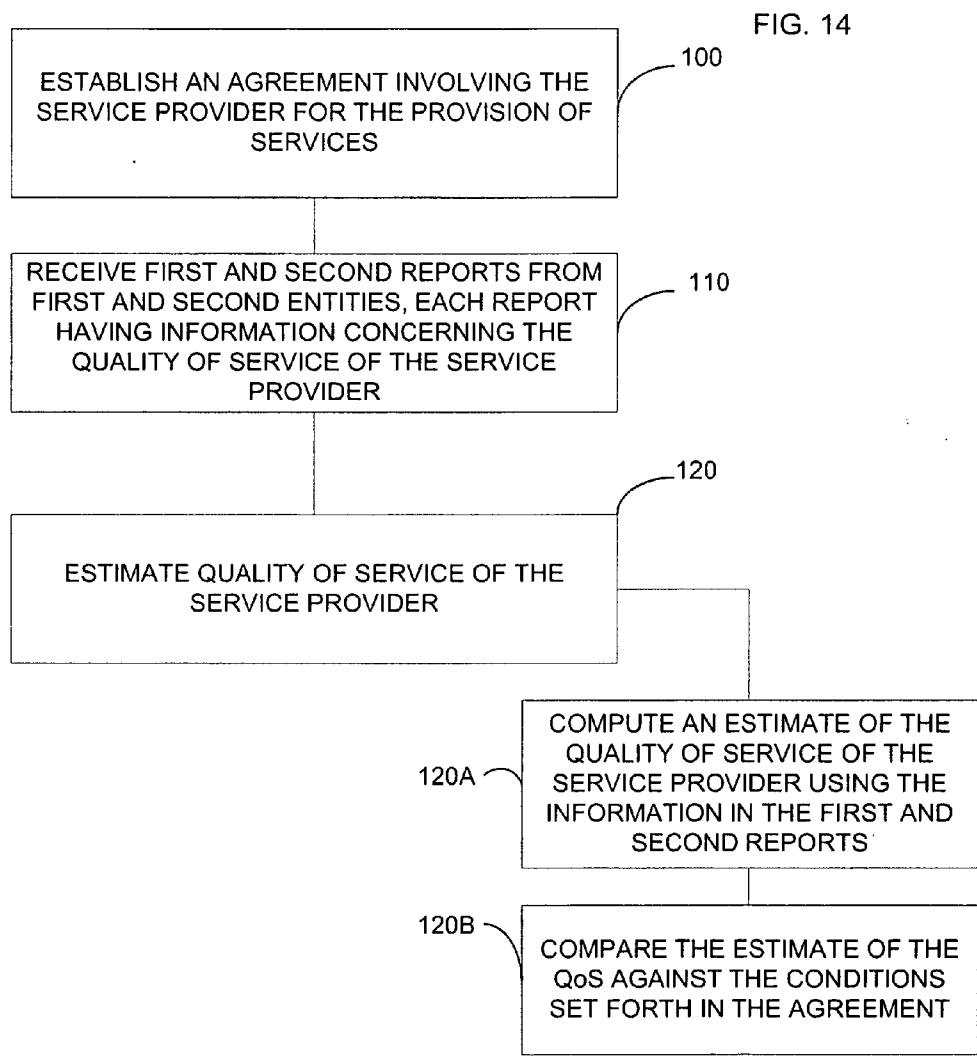 FIG. 14
100
ESTABLISH AN AGREEMENT INVOLVING THE
SERVICE PROVIDER FOR THE PROVISION OF
SERVICES
110
RECEIVE FIRST AND SECOND REPORTS FROM
FIRST AND SECOND ENTITIES, EACH REPORT
HAVING INFORMATION CONCERNING THE
QUALITY OF SERVICE OF THE SERVICE
PROVIDER
120
ESTIMATE QUALITY OF SERVICE OF THE
SERVICE PROVIDER
120A
COMPUTE AN ESTIMATE OF THE
QUALITY OF SERVICE OF THE
SERVICE PROVIDER USING THE
INFORMATION IN THE FIRST AND
SECOND REPORTS
120B
COMPARE THE ESTIMATE OF THE
QoS AGAINST THE CONDITIONS
SET FORTH IN THE AGREEMENT